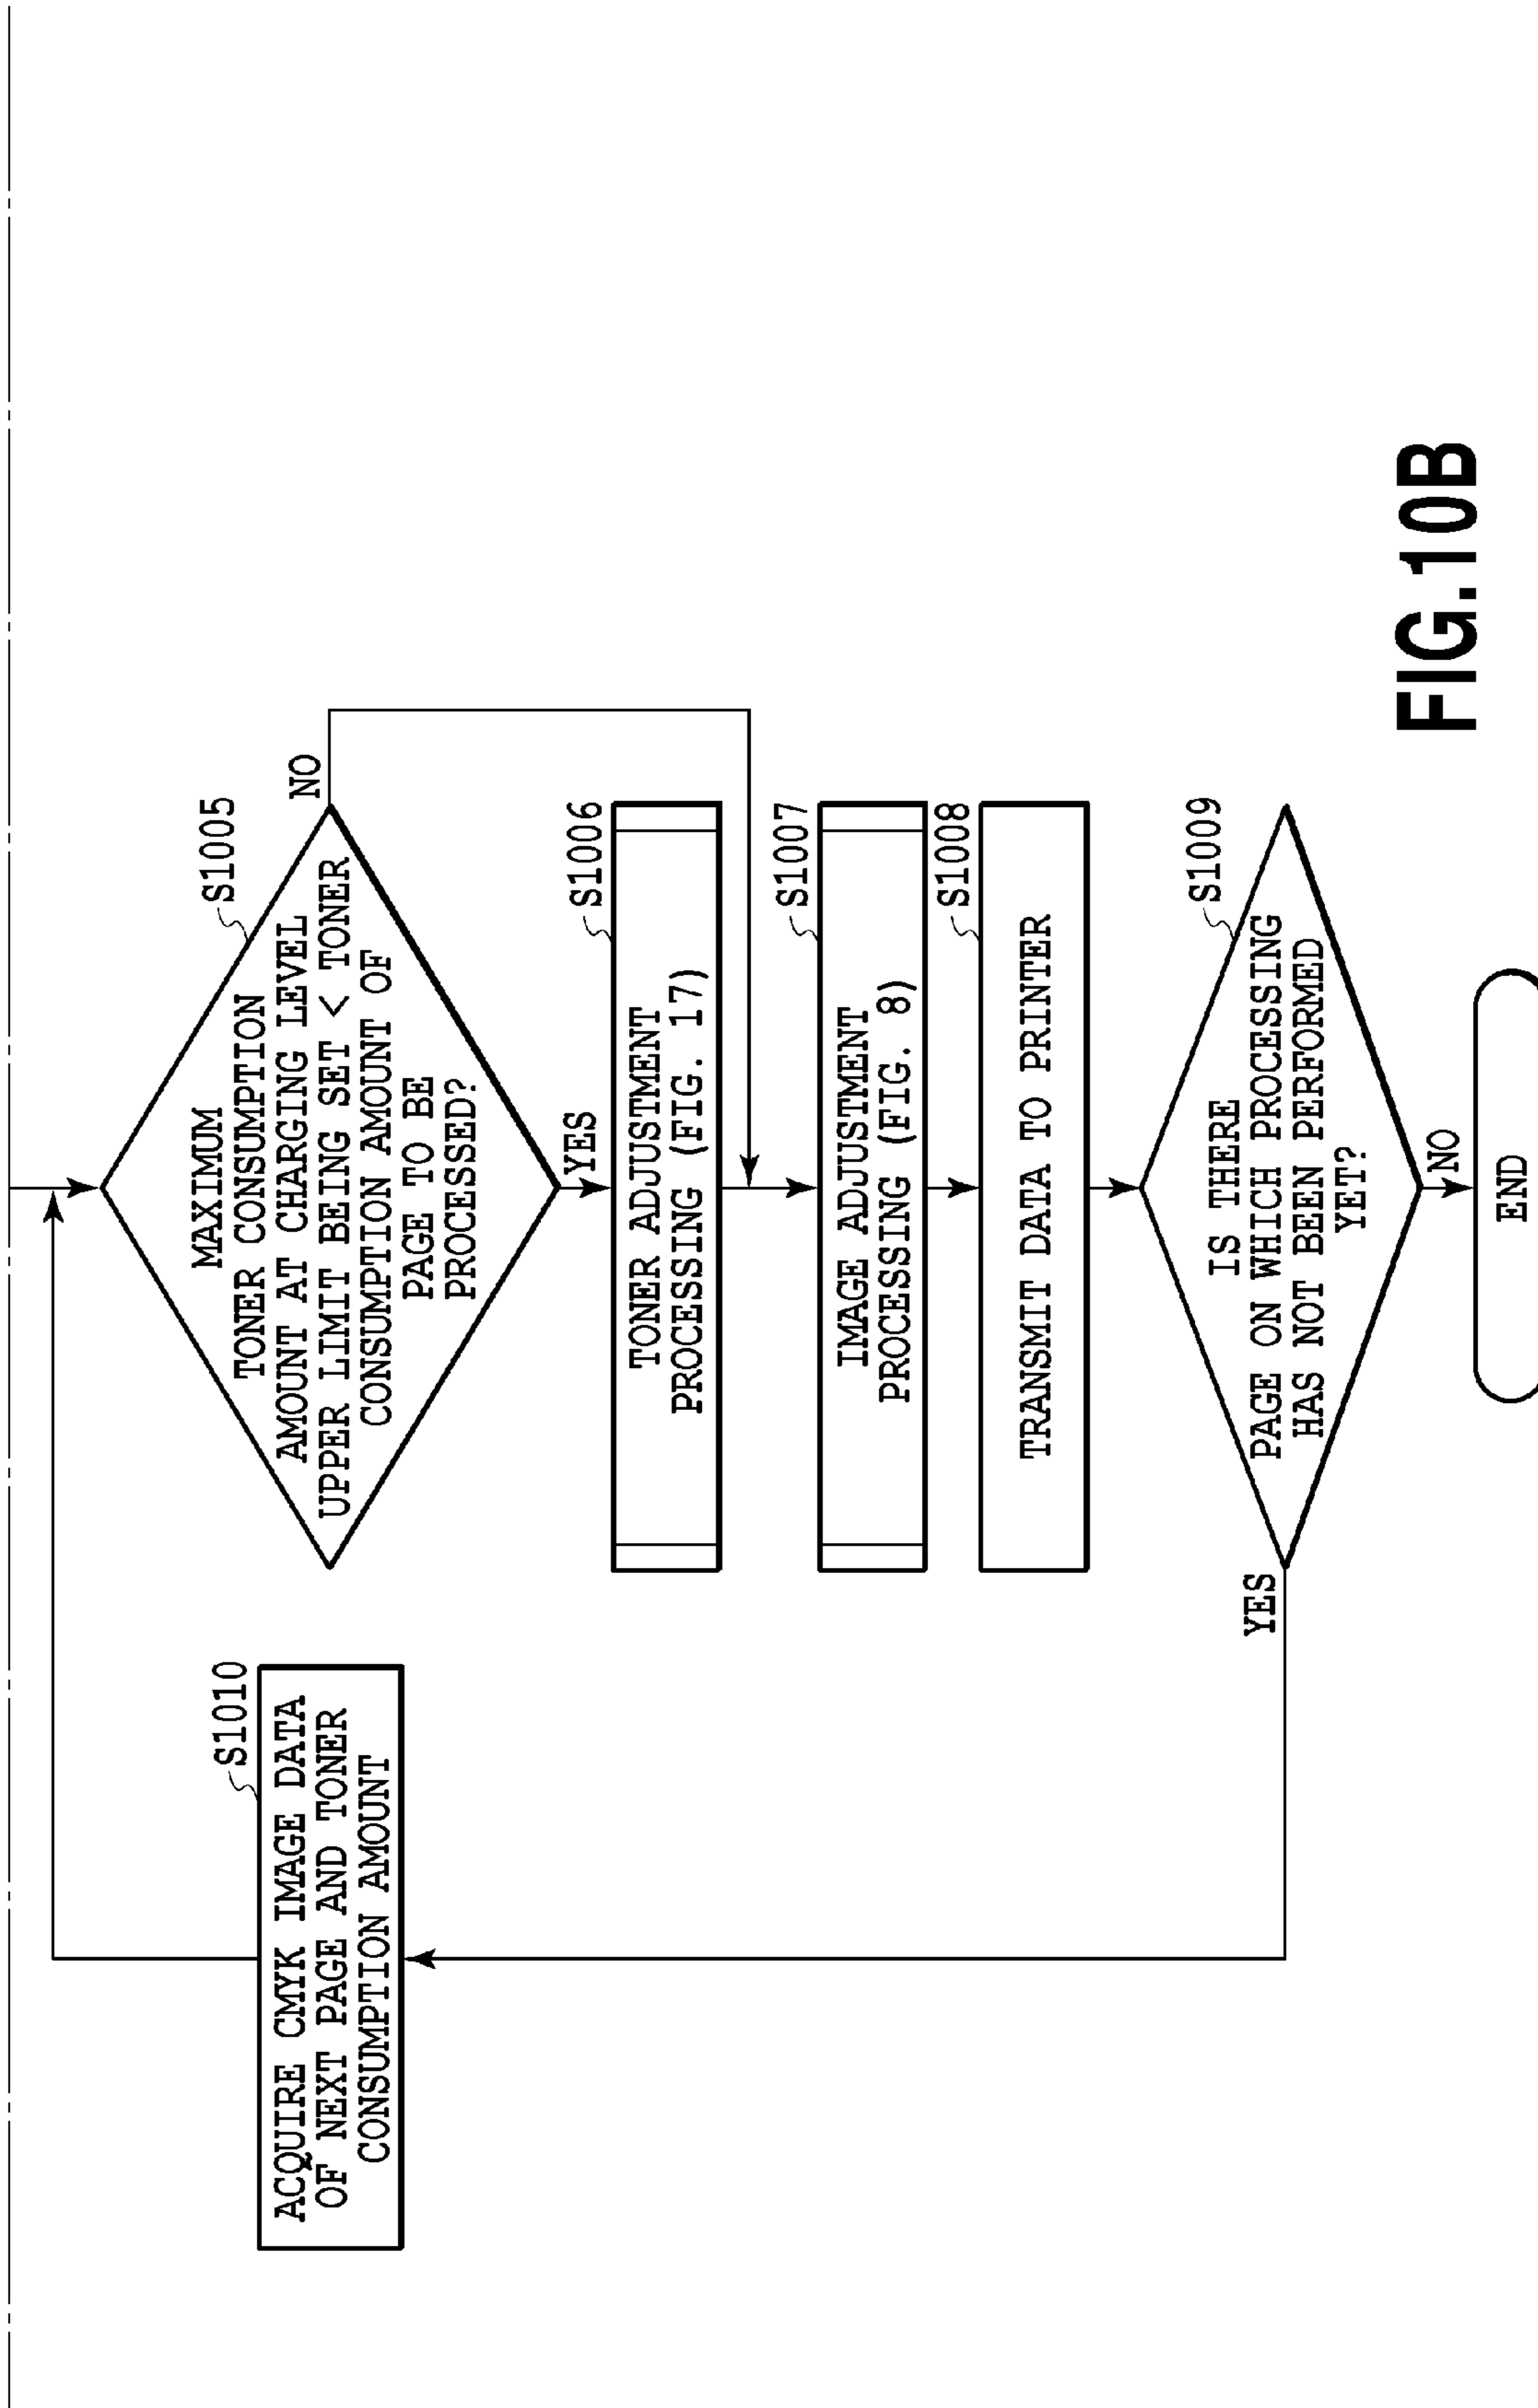 S1005
MAXIMUM
TONER CONSUMPTION
AMOUNT AT CHARGING LEVEL
UPPER LIMIT BEING SET < TONER
CONSUMPTION AMOUNT OF
PAGE TO BE
PROCESSED?
NO
YES
S1010
ACQUIRE CMYK IMAGE DATA
OF NEXT PAGE AND TONER
CONSUMPTION AMOUNT
S1006
TONER ADJUSTMENT
PROCESSING (FIG. 17)
S1007
IMAGE ADJUSTMENT
PROCESSING (FIG. 8)
S1008
TRANSMIT DATA TO PRINTER
S1009
IS THERE
PAGE ON WHICH PROCESSING
HAS NOT BEEN PERFORMED
YET?
YES
NO
END
FIG.10B